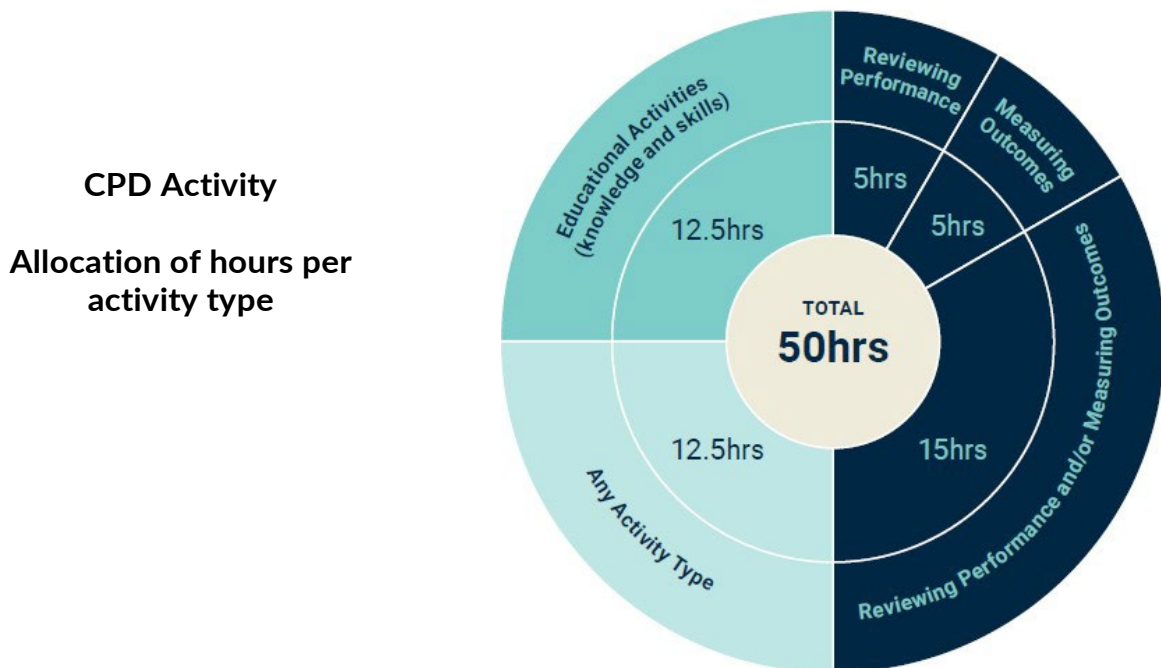 CPD Activity
Allocation of hours per
activity type
Educational Activities
(knowledge and skills)
12.5hrs
Reviewing
Performance
5hrs
Measuring
Outcomes
5hrs
TOTAL
50hrs
Reviewing Performance and/or Measuring Outcomes
15hrs
12.5hrs
Any Activity Type